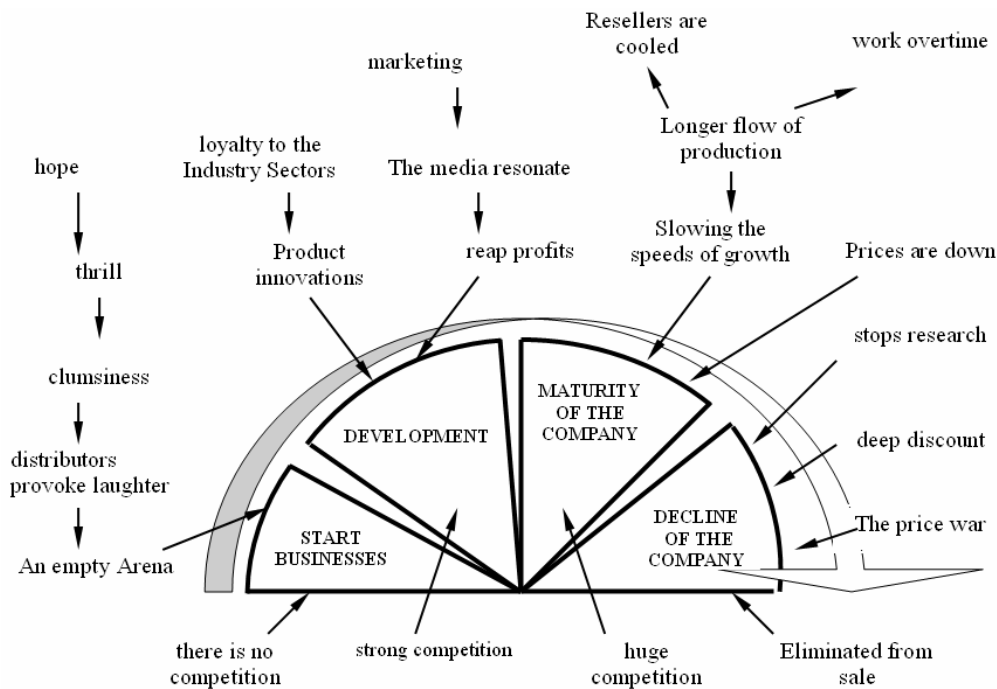 Resellers are
cooled
work overtime
marketing
Longer flow of
production
loyalty to the
Industry Sectors
hope
The media resonate
Slowing the
speeds of growth
Product
innovations
reap profits
Prices are down
thrill
stops research
clumsiness
MATURITY
OF THE
COMPANY
DEVELOPMENT
deep discount
distributors
provoke laughter
The price war
DECLINE
OF THE
COMPANY
START
BUSINESSES
An empty Arena
there is no
competition
strong competition
huge
competition
Eliminated from
sale